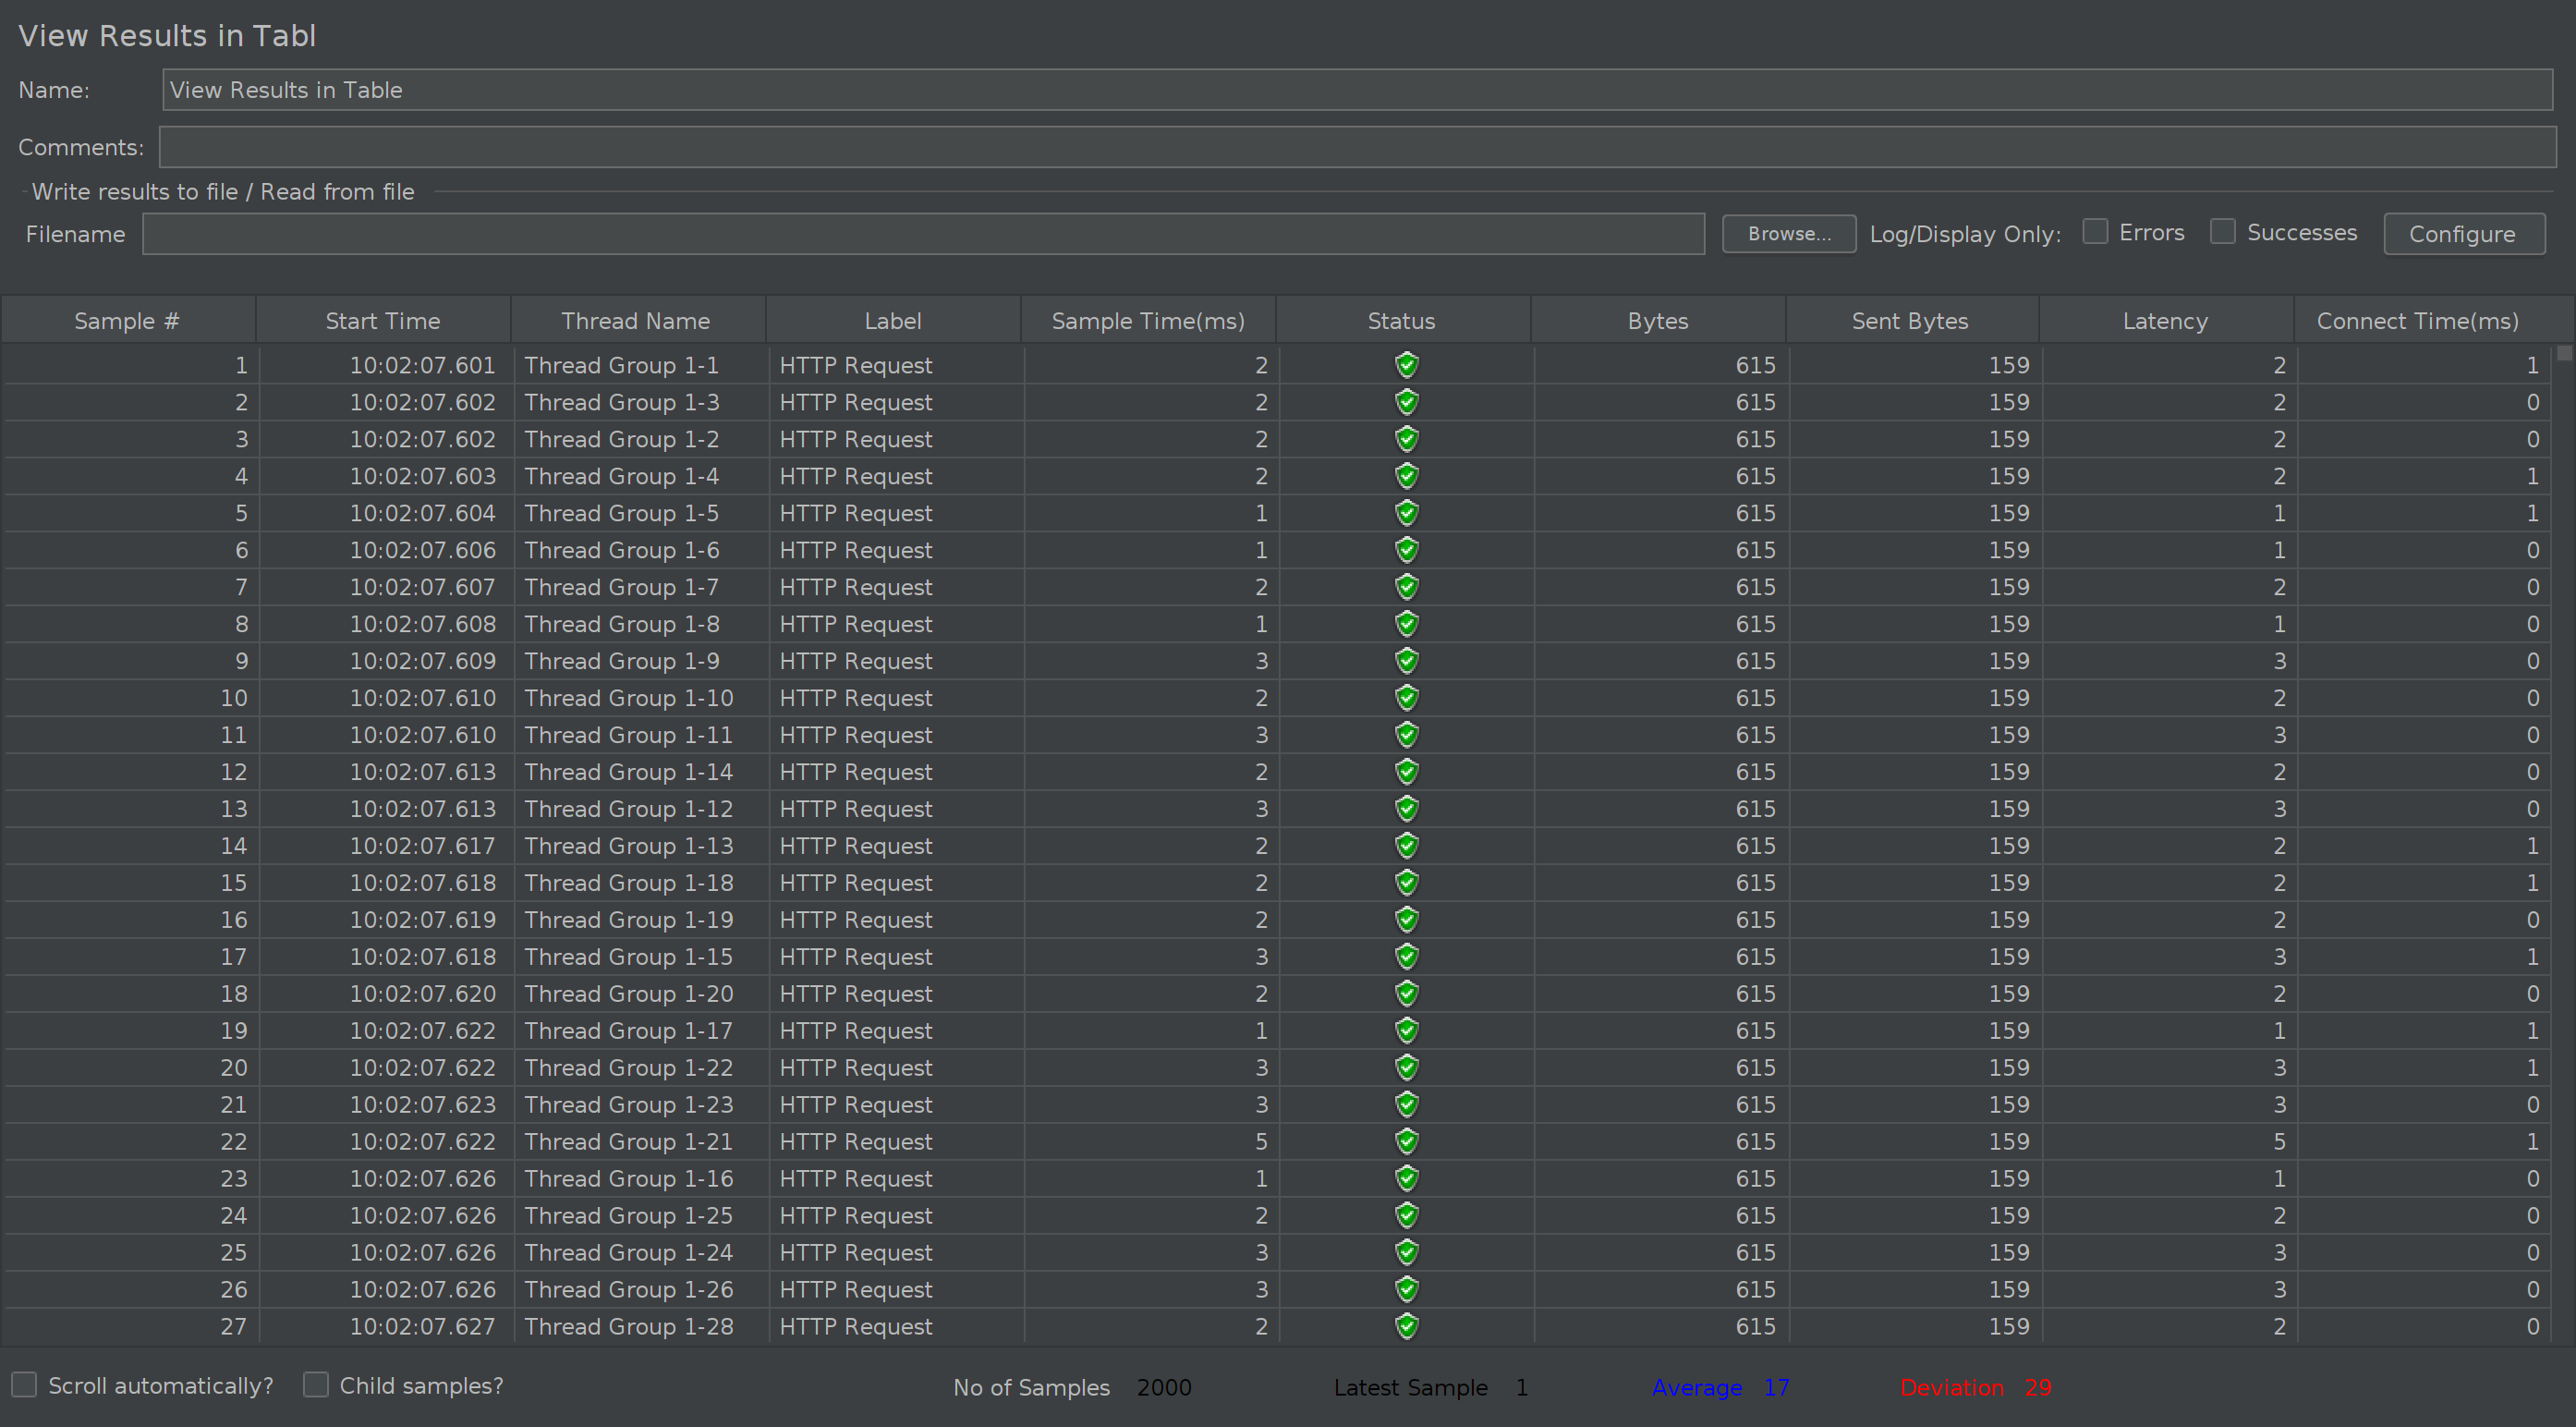 View Results in Tabl
Name: View Results in Table
Comments:
Write results to file / Read from file
Filename Browse... Log/Display Only: Errors Successes Configure
Sample # Start Time Thread Name Label Sample Time(ms) Status Bytes Sent Bytes Latency Connect Time(ms)
1 10:02:07.601 Thread Group 1-1 HTTP Request 2 615 159 2 1
2 10:02:07.602 Thread Group 1-3 HTTP Request 2 615 159 2 0
3 10:02:07.602 Thread Group 1-2 HTTP Request 2 615 159 2 0
4 10:02:07.603 Thread Group 1-4 HTTP Request 2 615 159 2 1
5 10:02:07.604 Thread Group 1-5 HTTP Request 1 615 159 1 1
6 10:02:07.606 Thread Group 1-6 HTTP Request 1 615 159 1 0
7 10:02:07.607 Thread Group 1-7 HTTP Request 2 615 159 2 0
8 10:02:07.608 Thread Group 1-8 HTTP Request 1 615 159 1 0
9 10:02:07.609 Thread Group 1-9 HTTP Request 3 615 159 3 0
10 10:02:07.610 Thread Group 1-10 HTTP Request 2 615 159 2 0
11 10:02:07.610 Thread Group 1-11 HTTP Request 3 615 159 3 0
12 10:02:07.613 Thread Group 1-14 HTTP Request 2 615 159 2 0
13 10:02:07.613 Thread Group 1-12 HTTP Request 3 615 159 3 0
14 10:02:07.617 Thread Group 1-13 HTTP Request 2 615 159 2 1
15 10:02:07.618 Thread Group 1-18 HTTP Request 2 615 159 2 1
16 10:02:07.619 Thread Group 1-19 HTTP Request 2 615 159 2 0
17 10:02:07.618 Thread Group 1-15 HTTP Request 3 615 159 3 1
18 10:02:07.620 Thread Group 1-20 HTTP Request 2 615 159 2 0
19 10:02:07.622 Thread Group 1-17 HTTP Request 1 615 159 1 1
20 10:02:07.622 Thread Group 1-22 HTTP Request 3 615 159 3 1
21 10:02:07.623 Thread Group 1-23 HTTP Request 3 615 159 3 0
22 10:02:07.622 Thread Group 1-21 HTTP Request 5 615 159 5 1
23 10:02:07.626 Thread Group 1-16 HTTP Request 1 615 159 1 0
24 10:02:07.626 Thread Group 1-25 HTTP Request 2 615 159 2 0
25 10:02:07.626 Thread Group 1-24 HTTP Request 3 615 159 3 0
26 10:02:07.626 Thread Group 1-26 HTTP Request 3 615 159 3 0
27 10:02:07.627 Thread Group 1-28 HTTP Request 2 615 159 2 0
Scroll automatically? Child samples? No of Samples 2000 Latest Sample 1 Average 17 Deviation 29